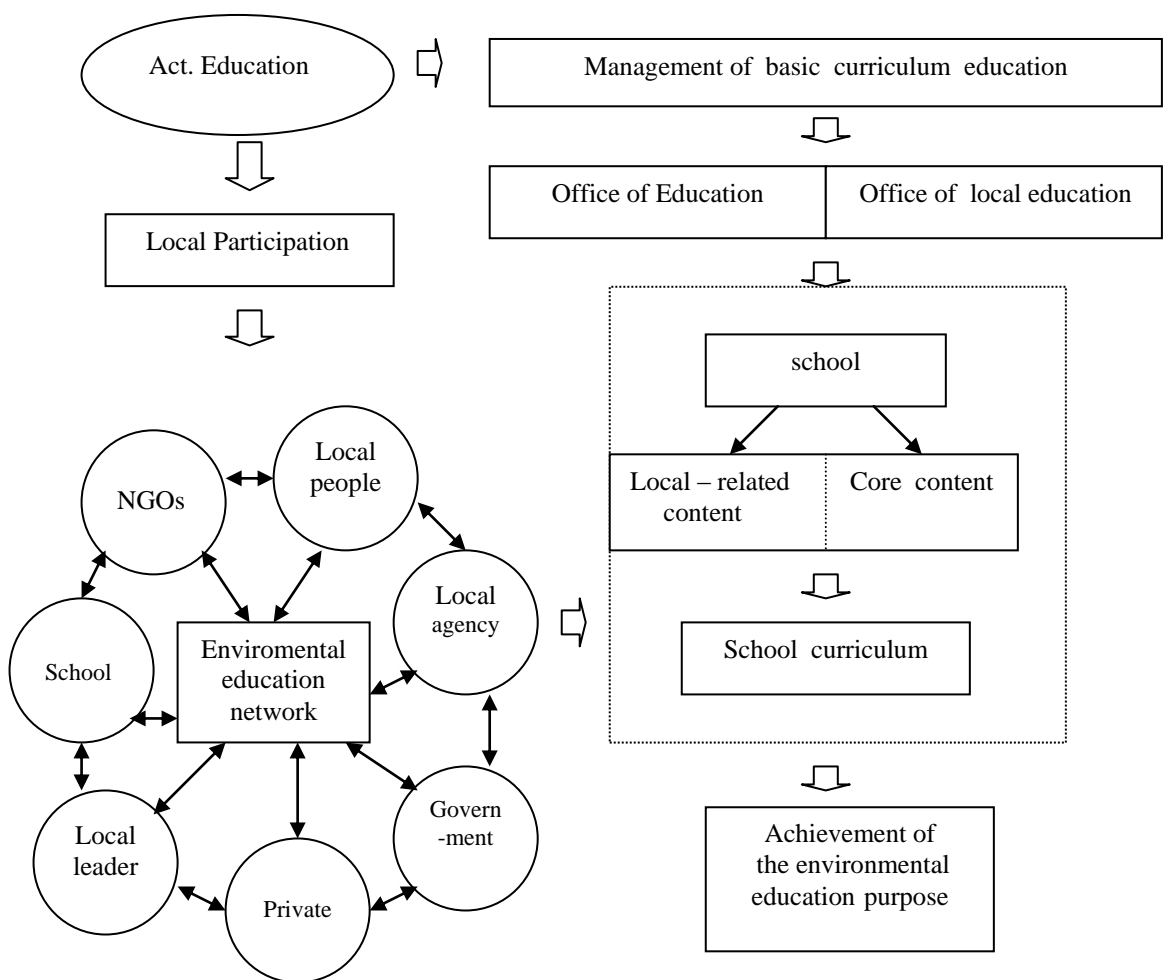 Act. Education
Management of basic curriculum education
Office of Education
Office of local education
Local Participation
school
Local – related
content
Core content
School curriculum
Achievement of
the environmental
education purpose
Local
people
NGOs
Local
agency
School
Enviromental
education
network
Govern
-ment
Local
leader
Private